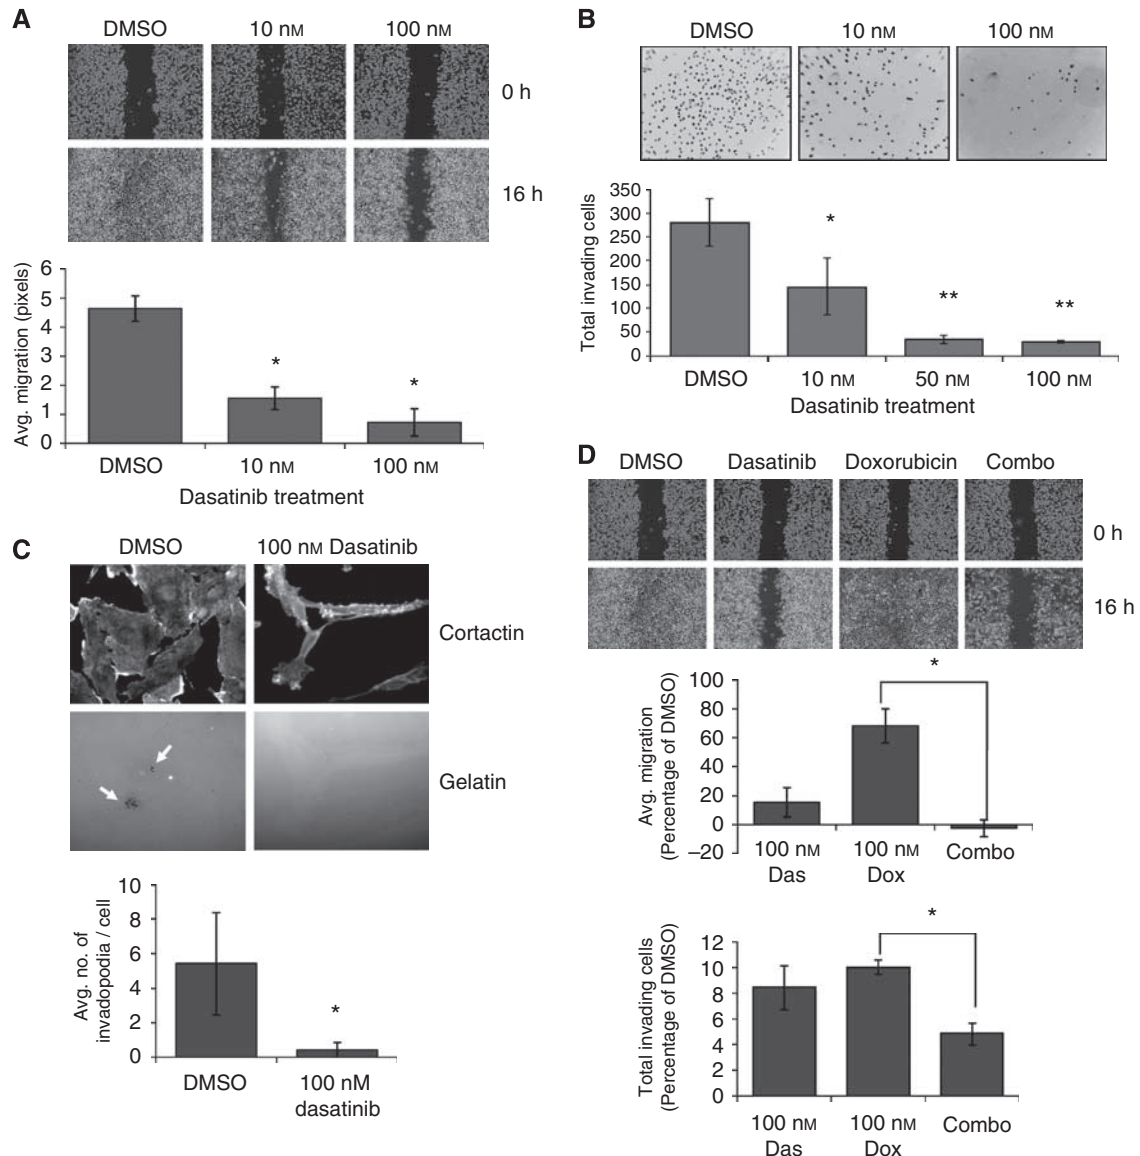 A
DMSO 10 nM 100 nM
0 h
16 h
Avg. migration (pixels)
6
5
4
3
2
1
0
*
*
DMSO 10 nM 100 nM
Dasatinib treatment
B
DMSO 10 nM 100 nM
Total invading cells
350
300
250
200
150
100
50
0
*
**
**
DMSO 10 nM 50 nM 100 nM
Dasatinib treatment
C
DMSO 100 nM Dasatinib
Cortactin
Gelatin
Avg. no. of
invadopodia / cell
10
8
6
4
2
0
*
DMSO 100 nM
dasatinib
D
DMSO Dasatinib Doxorubicin Combo
0 h
16 h
Avg. migration
(Percentage of DMSO)
100
80
60
40
20
0
–20
*
100 nM 100 nM Combo
Das Dox
Total invading cells
(Percentage of DMSO)
12
10
8
6
4
2
0
*
100 nM 100 nM Combo
Das Dox